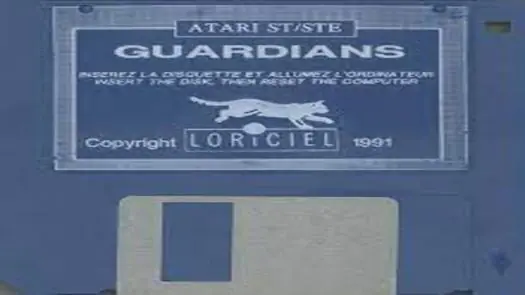 ATARI ST/STE
GUARDIANS
INSEREZ LA DISQUETTE ET ALLUMEZ L'ORDINATEUR
INSERT THE DISK, THEN RESET THE COMPUTER
Copyright LORiCiEL 1991